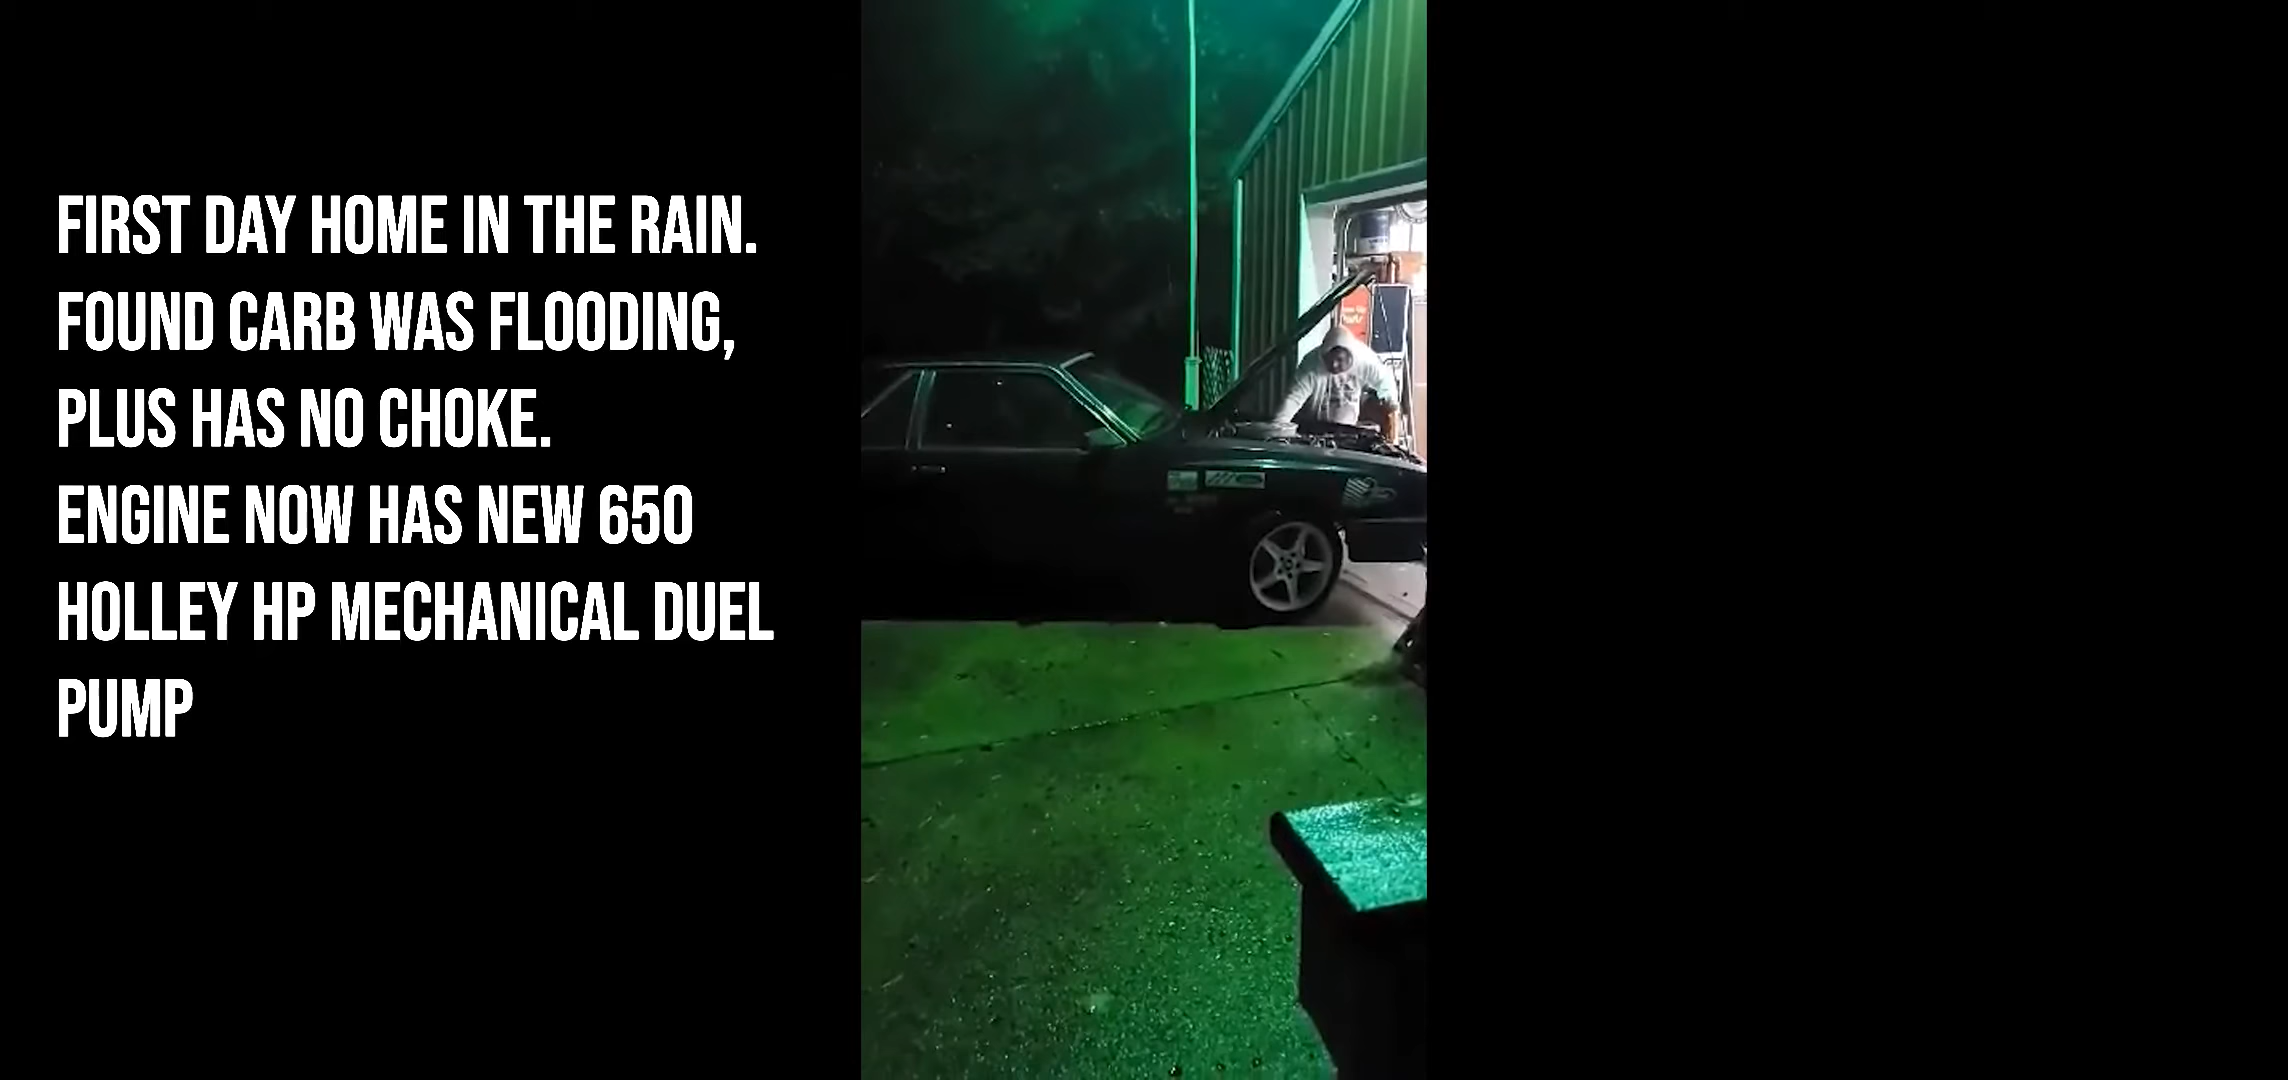 FIRST DAY HOME IN THE RAIN.
FOUND CARB WAS FLOODING,
PLUS HAS NO CHOKE.
ENGINE NOW HAS NEW 650
HOLLEY HP MECHANICAL DUEL
PUMP